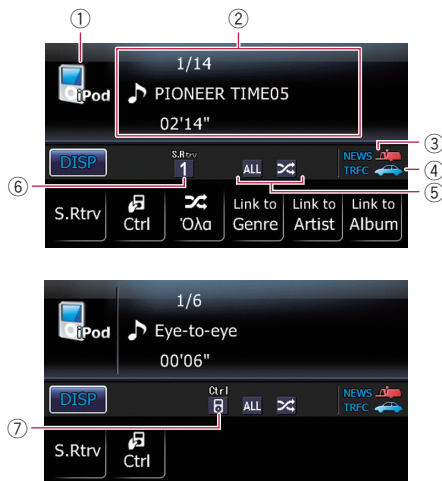 ① ②
iPod
1/14
PIONEER TIME05
02'14"
③
④
⑤
⑥
DISP
S.Rtrv
1
ALL
NEWS
TRFC
S.Rtrv
Ctrl
Όλα
Link to Genre
Link to Artist
Link to Album
iPod
1/6
Eye-to-eye
00'06"
⑦
DISP
Ctrl
ALL
NEWS
TRFC
S.Rtrv
Ctrl